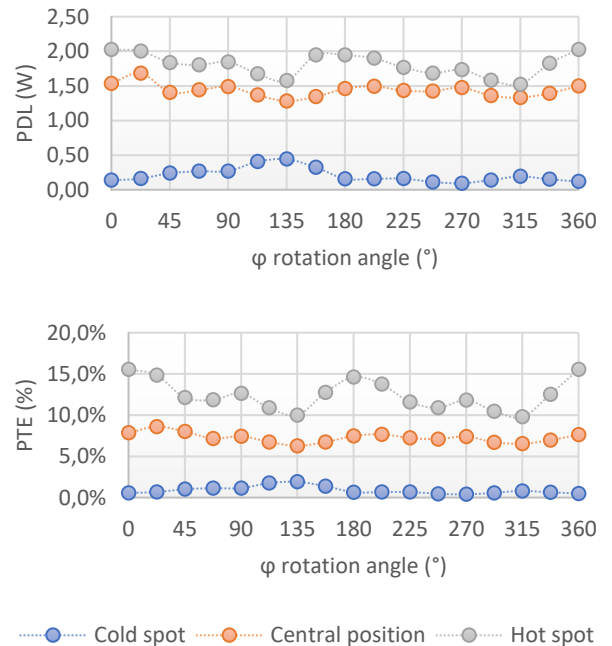 PDL (W)
2,50
2,00
1,50
1,00
0,50
0,00
0 45 90 135 180 225 270 315 360
φ rotation angle (°)
PTE (%)
20,0%
15,0%
10,0%
5,0%
0,0%
0 45 90 135 180 225 270 315 360
φ rotation angle (°)
Cold spot Central position Hot spot